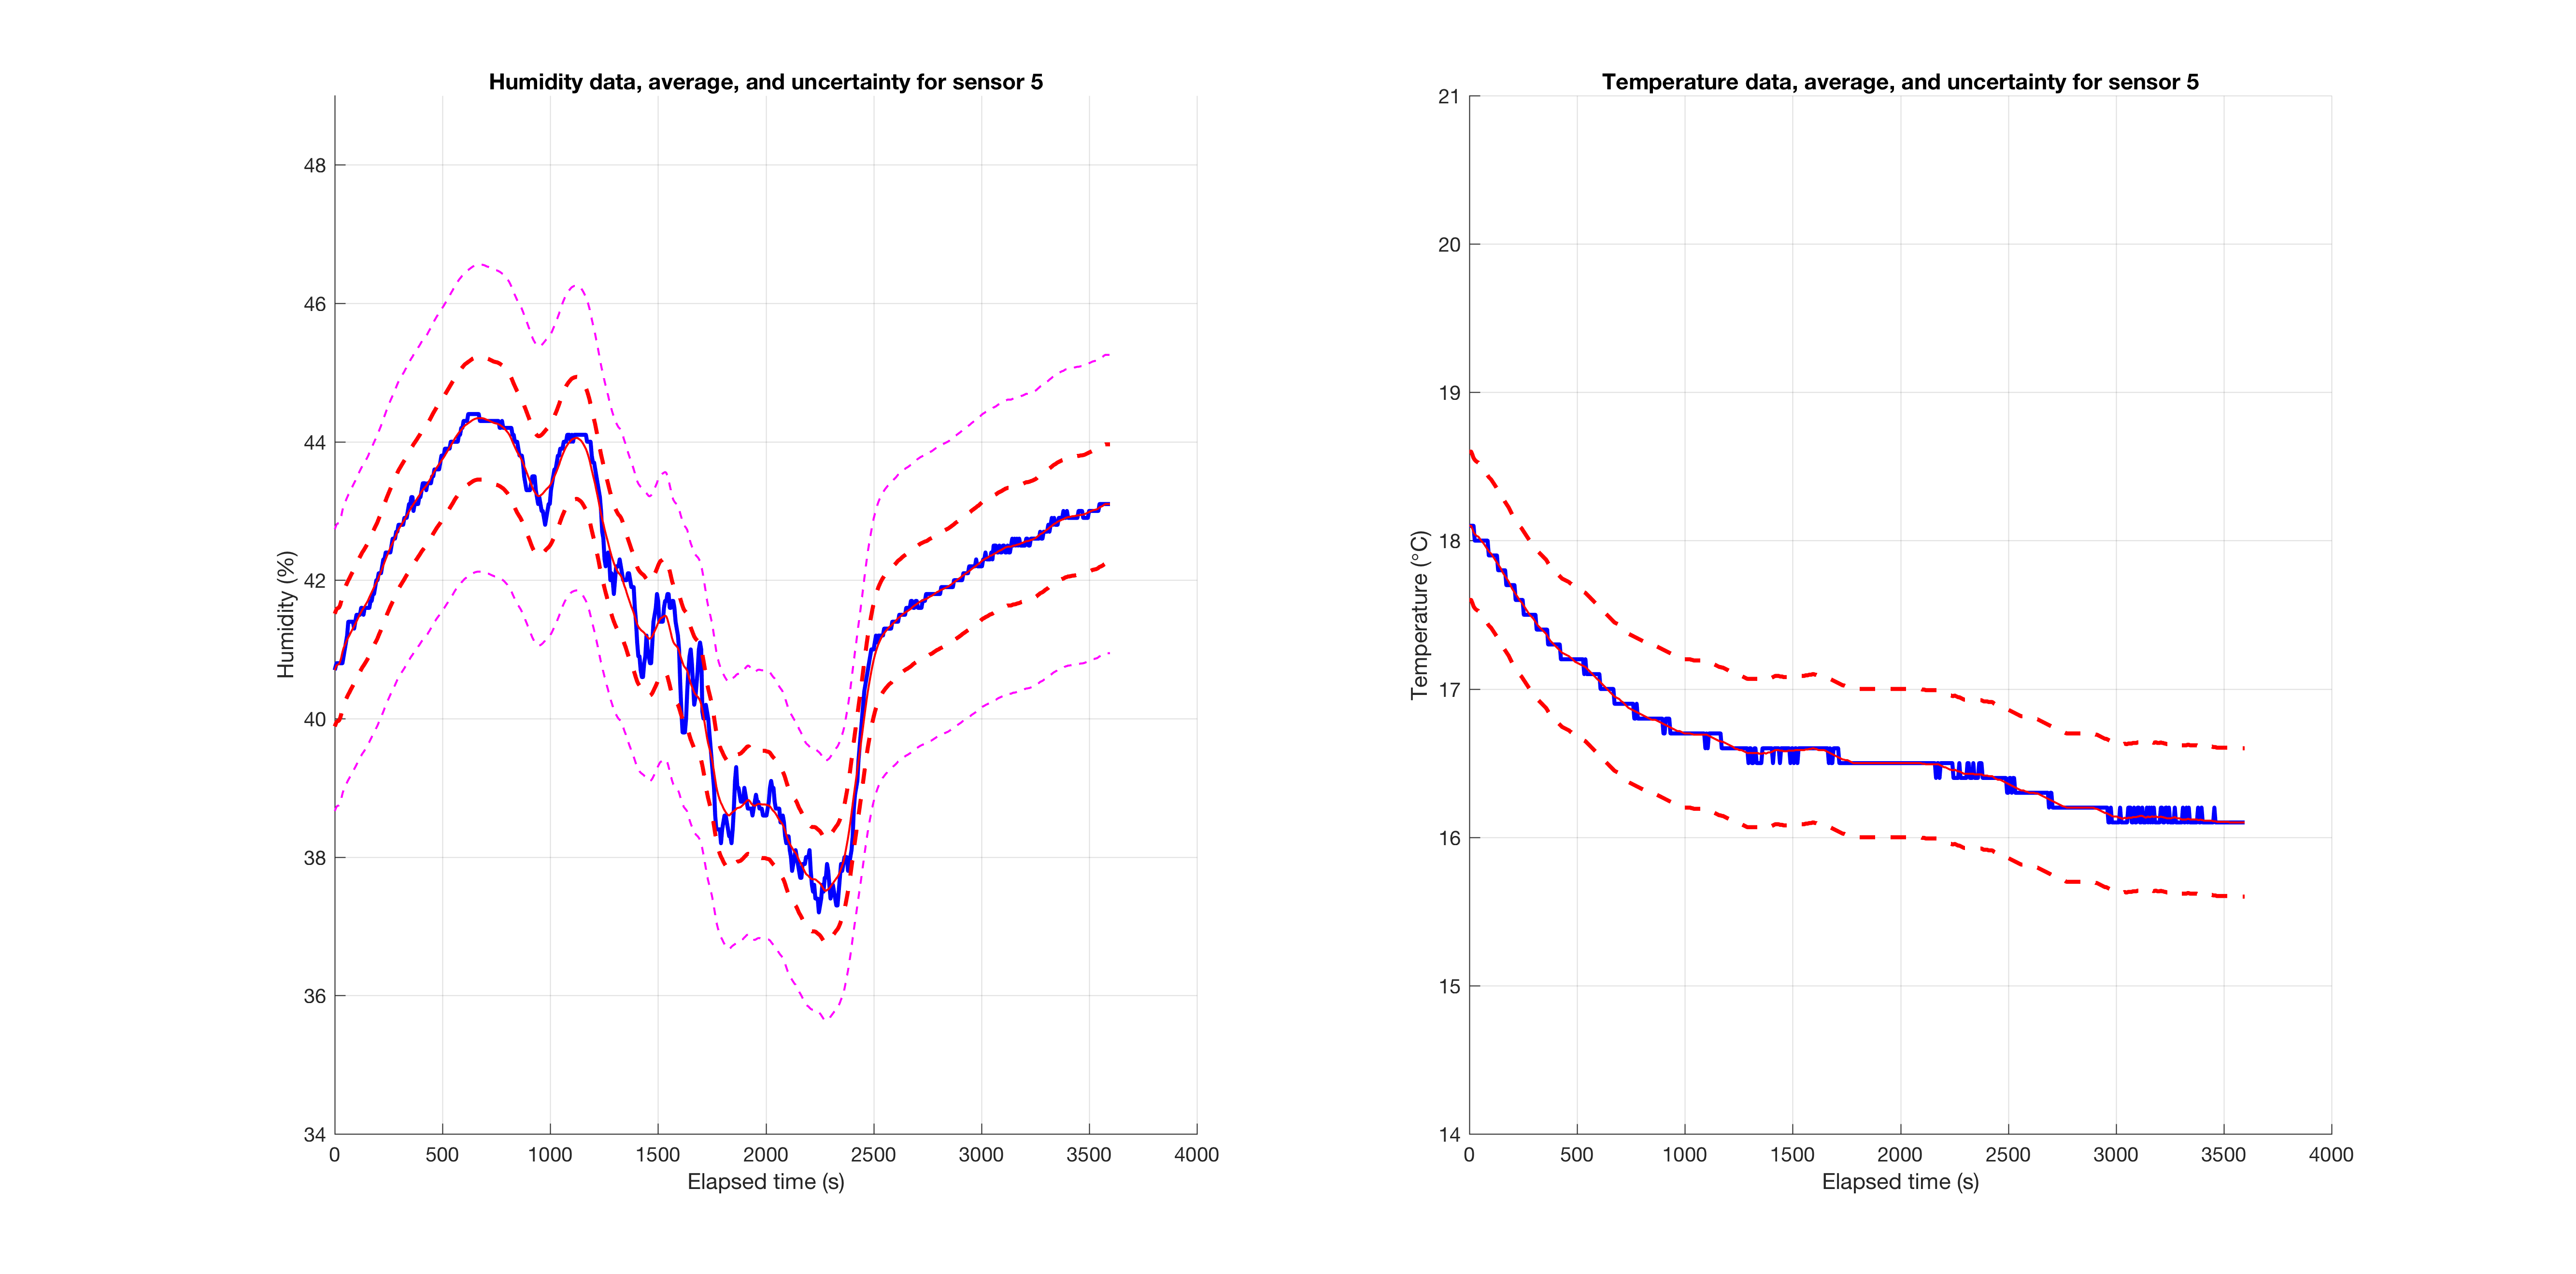 Humidity data, average, and uncertainty for sensor 5
48
46
44
42
40
38
36
34
Humidity (%)
0 500 1000 1500 2000 2500 3000 3500 4000
Elapsed time (s)
Temperature data, average, and uncertainty for sensor 5
21
20
19
18
17
16
15
14
Temperature (°C)
0 500 1000 1500 2000 2500 3000 3500 4000
Elapsed time (s)